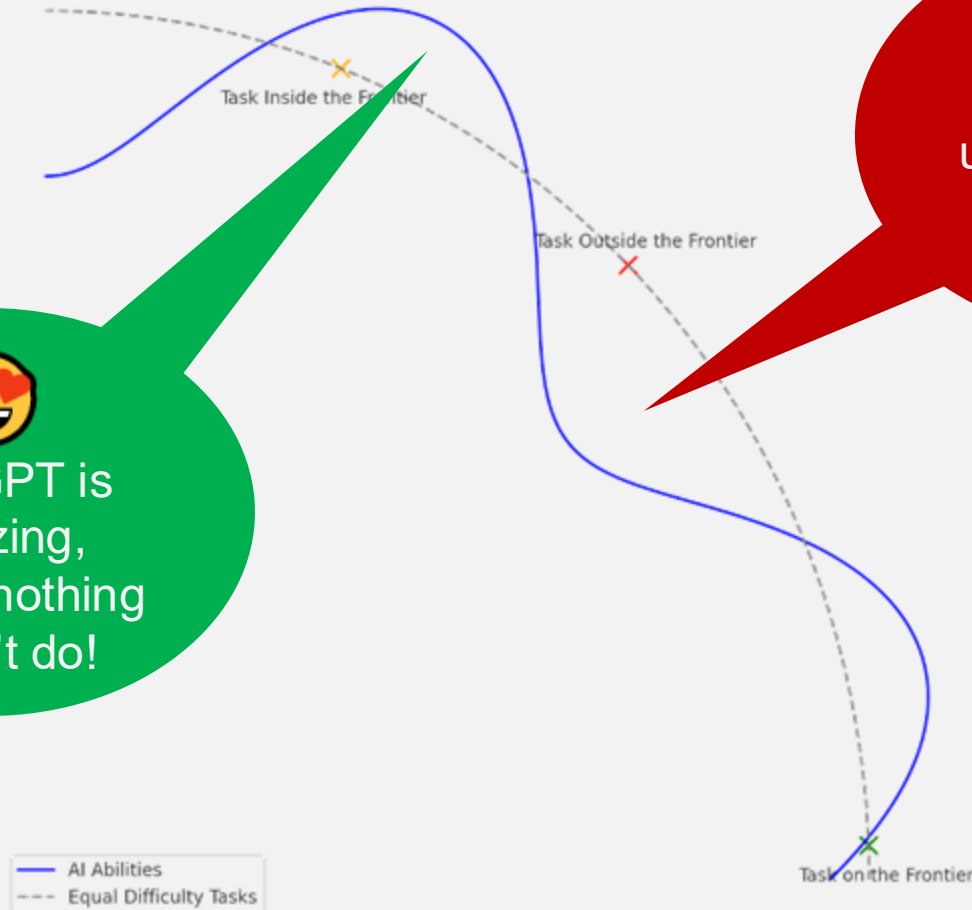 Task Inside the Frontier
Task Outside the Frontier
PT is
zing,
nothing
't do!
AI Abilities
Equal Difficulty Tasks
Task on the Frontier
u